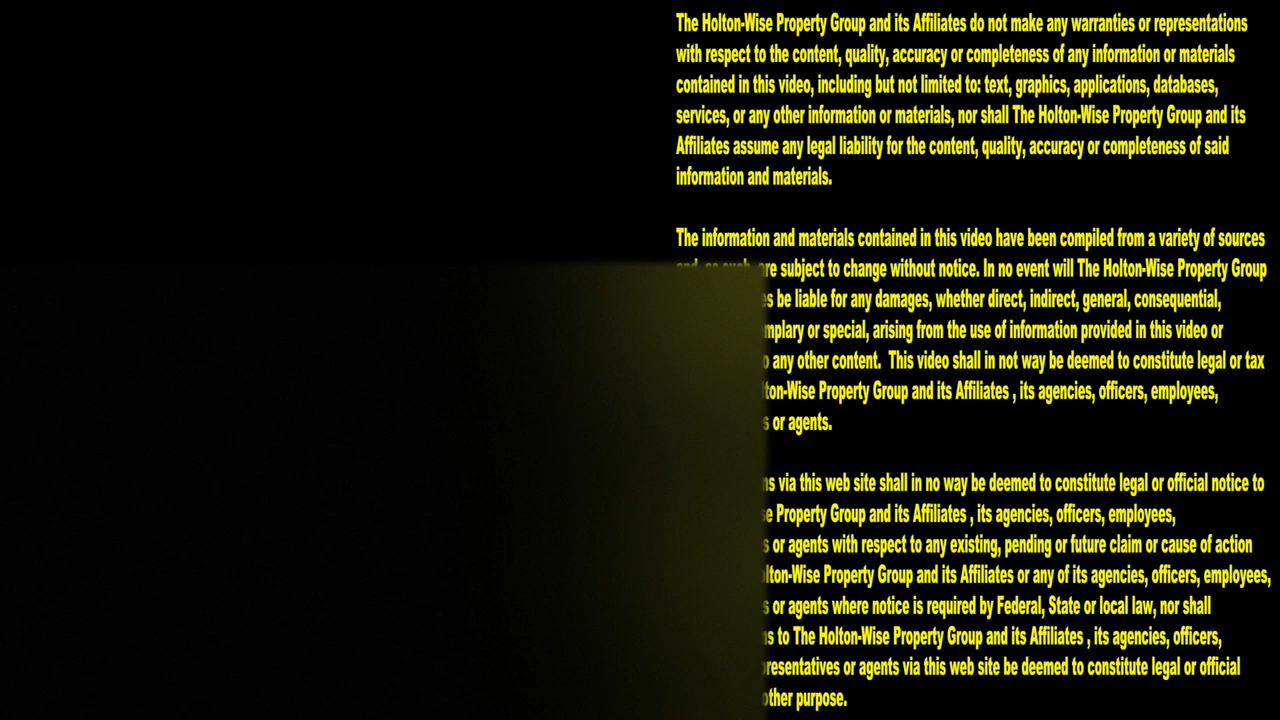 The Holton-Wise Property Group and its Affiliates do not make any warranties or representations
with respect to the content, quality, accuracy or completeness of any information or materials
contained in this video, including but not limited to: text, graphics, applications, databases,
services, or any other information or materials, nor shall The Holton-Wise Property Group and its
Affiliates assume any legal liability for the content, quality, accuracy or completeness of said
information and materials.
The information and materials contained in this video have been compiled from a variety of sources
and, as such, are subject to change without notice. In no event will The Holton-Wise Property Group
be liable for any damages, whether direct, indirect, general, consequential,
or special, arising from the use of information provided in this video or
any other content. This video shall in not way be deemed to constitute legal or tax
Property Group and its Affiliates , its agencies, officers, employees,
or agents.
via this web site shall in no way be deemed to constitute legal or official notice to
Property Group and its Affiliates , its agencies, officers, employees,
or agents with respect to any existing, pending or future claim or cause of action
Property Group and its Affiliates or any of its agencies, officers, employees,
or agents where notice is required by Federal, State or local law, nor shall
to The Holton-Wise Property Group and its Affiliates , its agencies, officers,
or agents via this web site be deemed to constitute legal or official
other purpose.